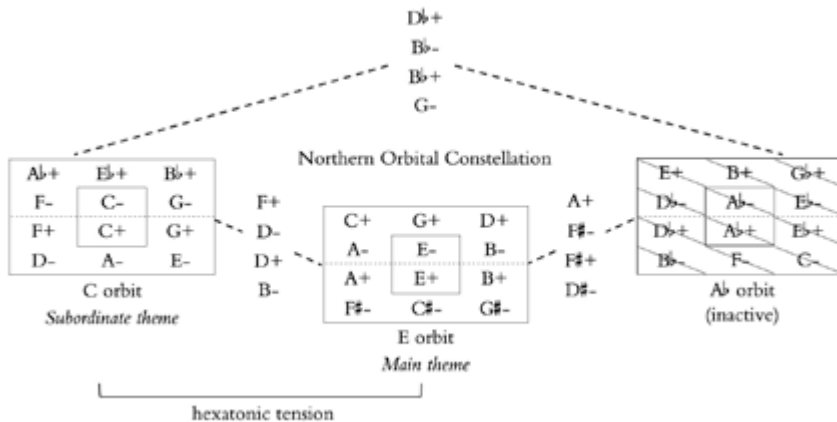 D♭+
B♭-
B♭+
G-
Northern Orbital Constellation
A♭+ E♭+ B♭+
F- C- G-
F+ C+ G+
D- A- E-
C orbit
Subordinate theme
F+
D-
D+
B-
C+ G+ D+
A- E- B-
A+ E+ B+
F♯- C♯- G♯-
E orbit
Main theme
A+
F♯-
F♯+
D♯-
E+ B+ G♭+
D♭- A♭- E♭-
D♭+ A♭+ E♭+
B♭- F- C-
A♭ orbit
(inactive)
hexatonic tension